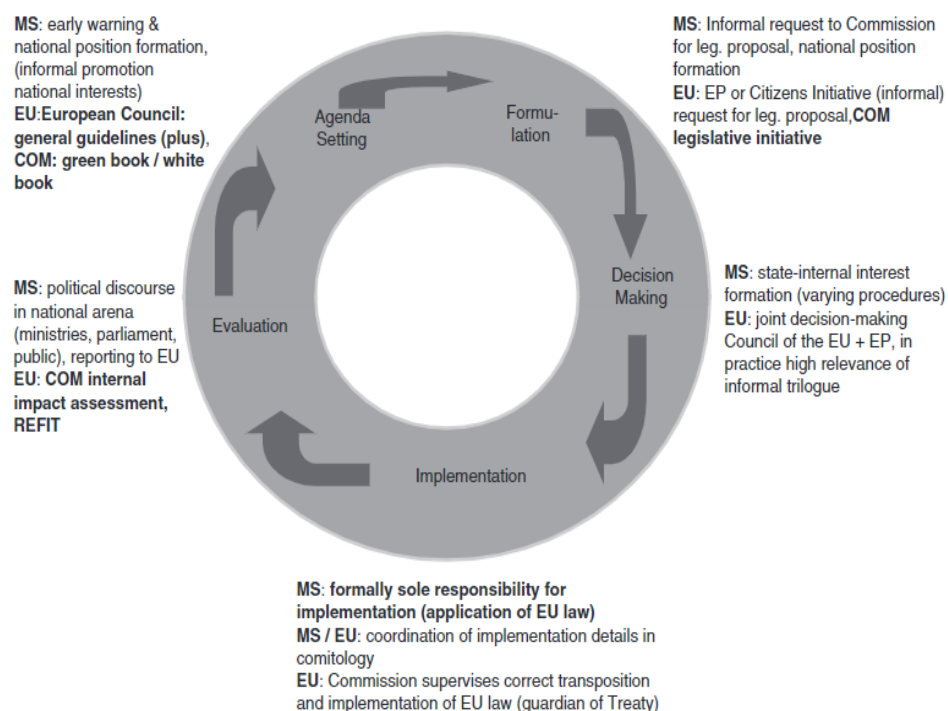 MS: early warning &
national position formation,
(informal promotion
national interests)
EU:European Council:
general guidelines (plus),
COM: green book / white
book
MS: Informal request to Commission
for leg. proposal, national position
formation
EU: EP or Citizens Initiative (informal)
request for leg. proposal,COM
legislative initiative
Agenda
Setting
Formu-
lation
Decision
Making
MS: state-internal interest
formation (varying procedures)
EU: joint decision-making
Council of the EU + EP, in
practice high relevance of
informal trilogue
MS: political discourse
in national arena
(ministries, parliament,
public), reporting to EU
EU: COM internal
impact assessment,
REFIT
Evaluation
Implementation
MS: formally sole responsibility for
implementation (application of EU law)
MS / EU: coordination of implementation details in
comitology
EU: Commission supervises correct transposition
and implementation of EU law (guardian of Treaty)